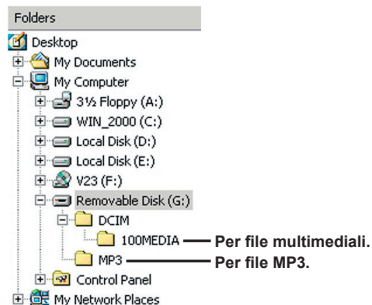 Folders
Desktop
My Documents
My Computer
3½ Floppy (A:)
WIN_2000 (C:)
Local Disk (D:)
Local Disk (E:)
V23 (F:)
Removable Disk (G:)
DCIM
100MEDIA Per file multimediali.
MP3 Per file MP3.
Control Panel
My Network Places